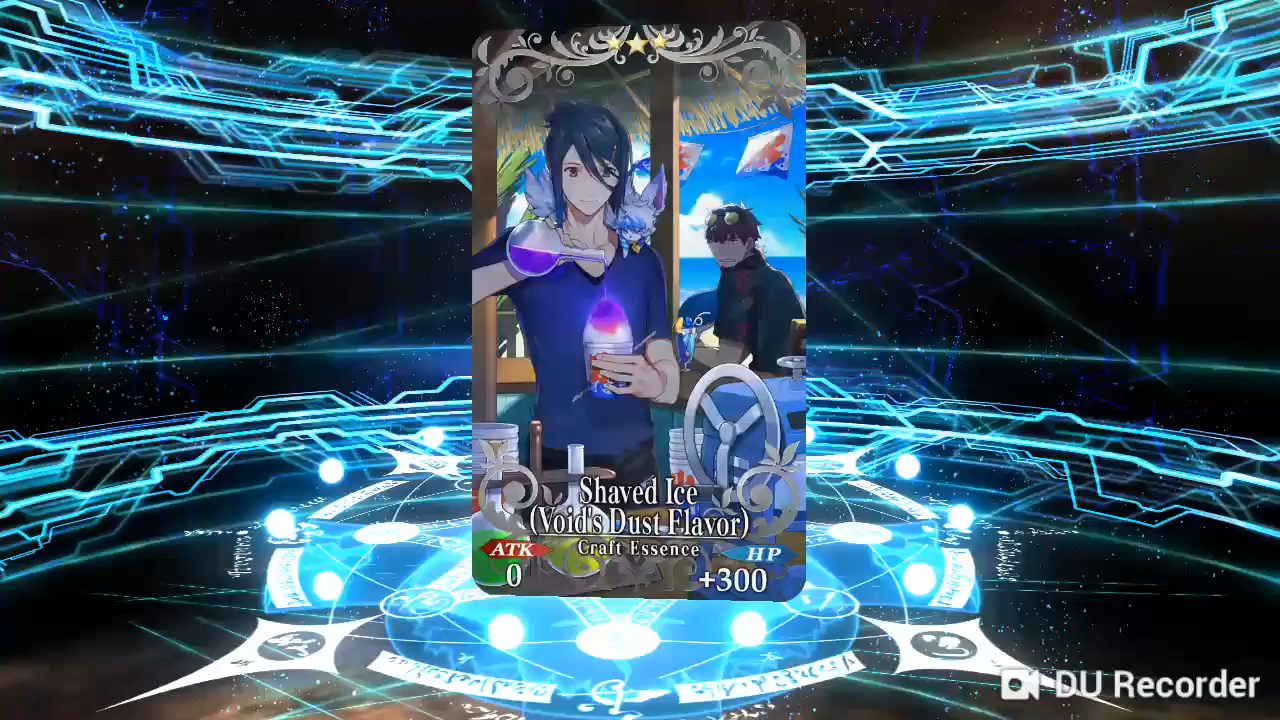 Shaved Ice
(Void's Dust Flavor)
Craft Essence
ATK
HP
0
+300
DU Recorder